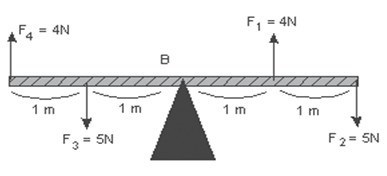 F₄ = 4N
F₁ = 4N
B
1 m
1 m
1 m
1 m
F₃ = 5N
F₂ = 5N